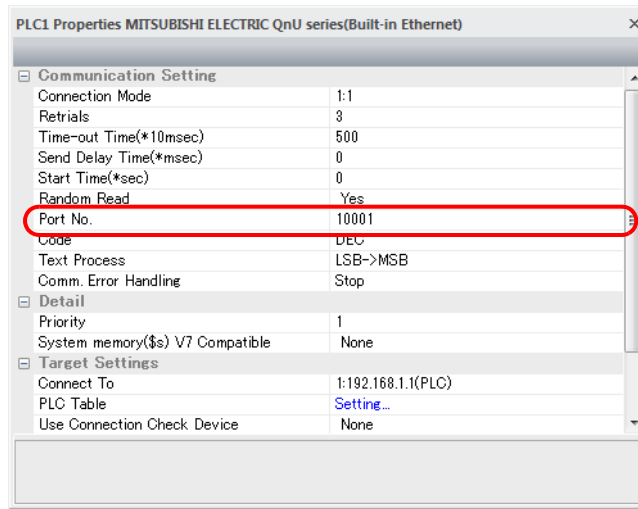 PLC1 Properties MITSUBISHI ELECTRIC QnU series(Built-in Ethernet)
Communication Setting
Connection Mode 1:1
Retrials 3
Time-out Time(*10msec) 500
Send Delay Time(*msec) 0
Start Time(*sec) 0
Random Read Yes
Port No. 10001
Code DEC
Text Process LSB->MSB
Comm. Error Handling Stop
Detail
Priority 1
System memory($s) V7 Compatible None
Target Settings
Connect To 1:192.168.1.1(PLC)
PLC Table Setting...
Use Connection Check Device None